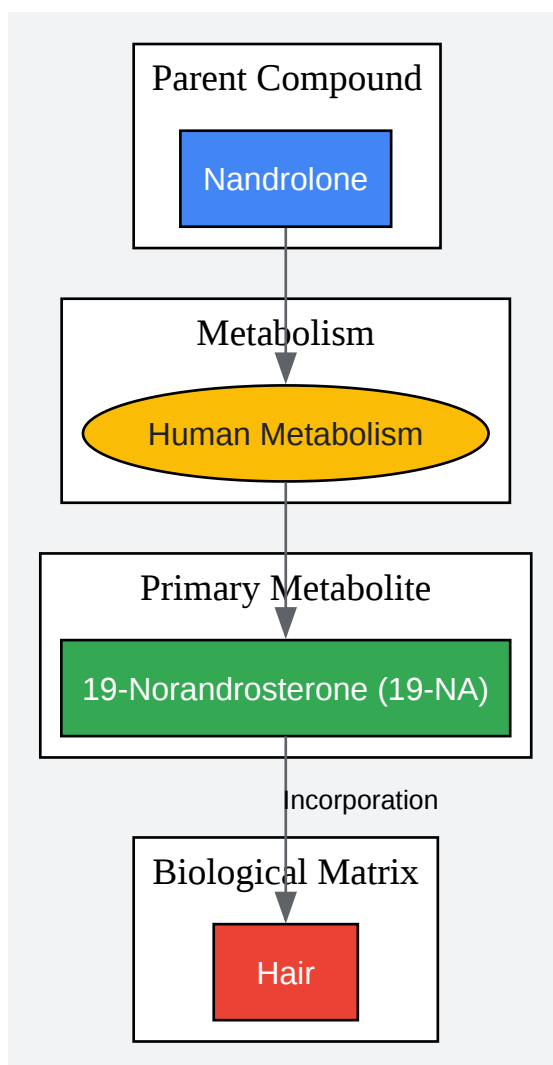 Parent Compound
Nandrolone
Metabolism
Human Metabolism
Primary Metabolite
19-Norandrosterone (19-NA)
Incorporation
Biological Matrix
Hair